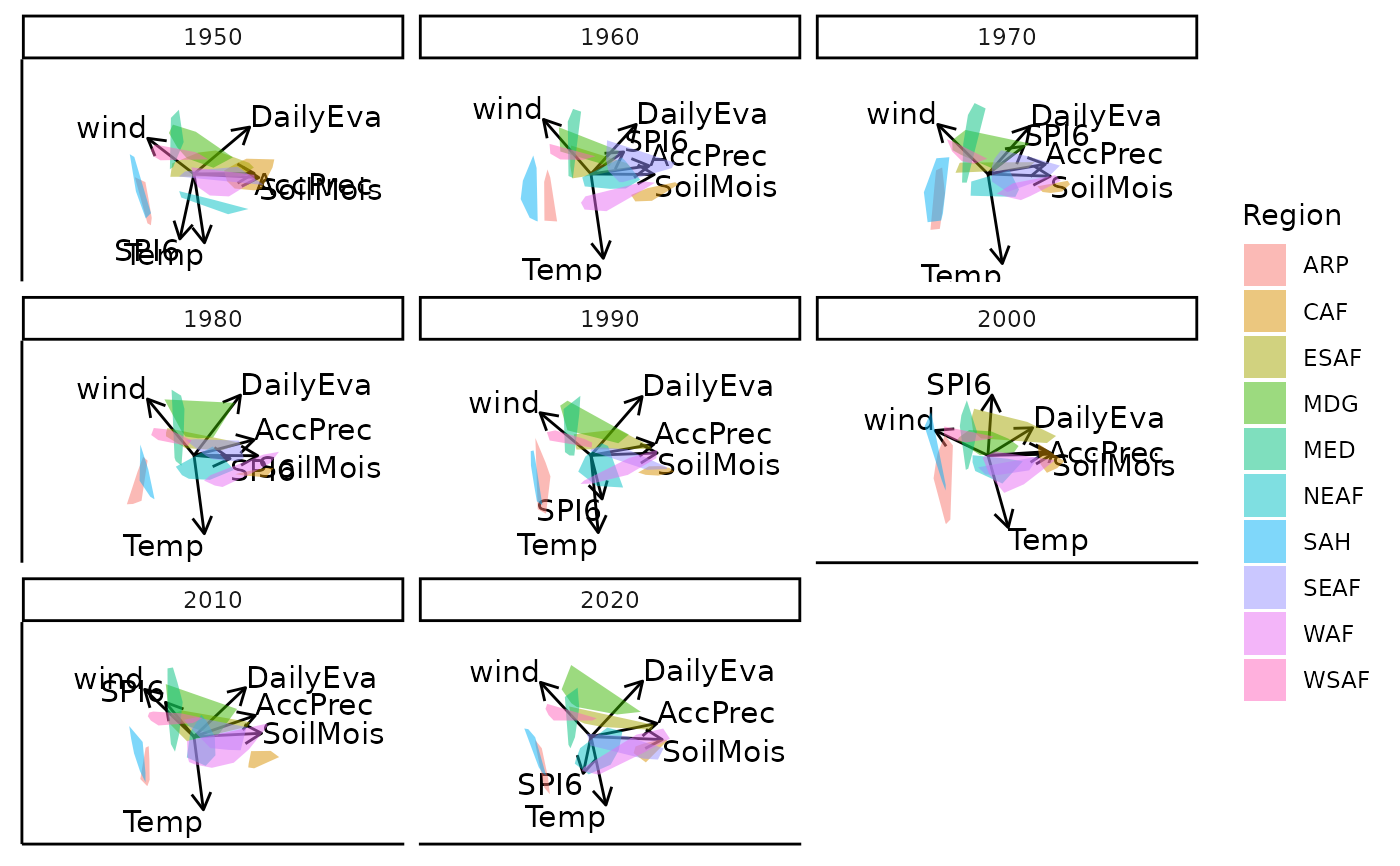 1950
1960
1970
wind
DailyEva
AccPrec
SoilMois
SPI6
Temp
wind
DailyEva
SPI6
AccPrec
SoilMois
Temp
wind
DailyEva
SPI6
AccPrec
SoilMois
Temp
1980
1990
2000
wind
DailyEva
AccPrec
SPI6
SoilMois
Temp
wind
DailyEva
AccPrec
SoilMois
SPI6
Temp
SPI6
wind
DailyEva
AccPrec
SoilMois
Temp
2010
2020
wind
SPI6
DailyEva
AccPrec
SoilMois
Temp
wind
DailyEva
AccPrec
SoilMois
SPI6
Temp
Region
ARP
CAF
ESAF
MDG
MED
NEAF
SAH
SEAF
WAF
WSAF